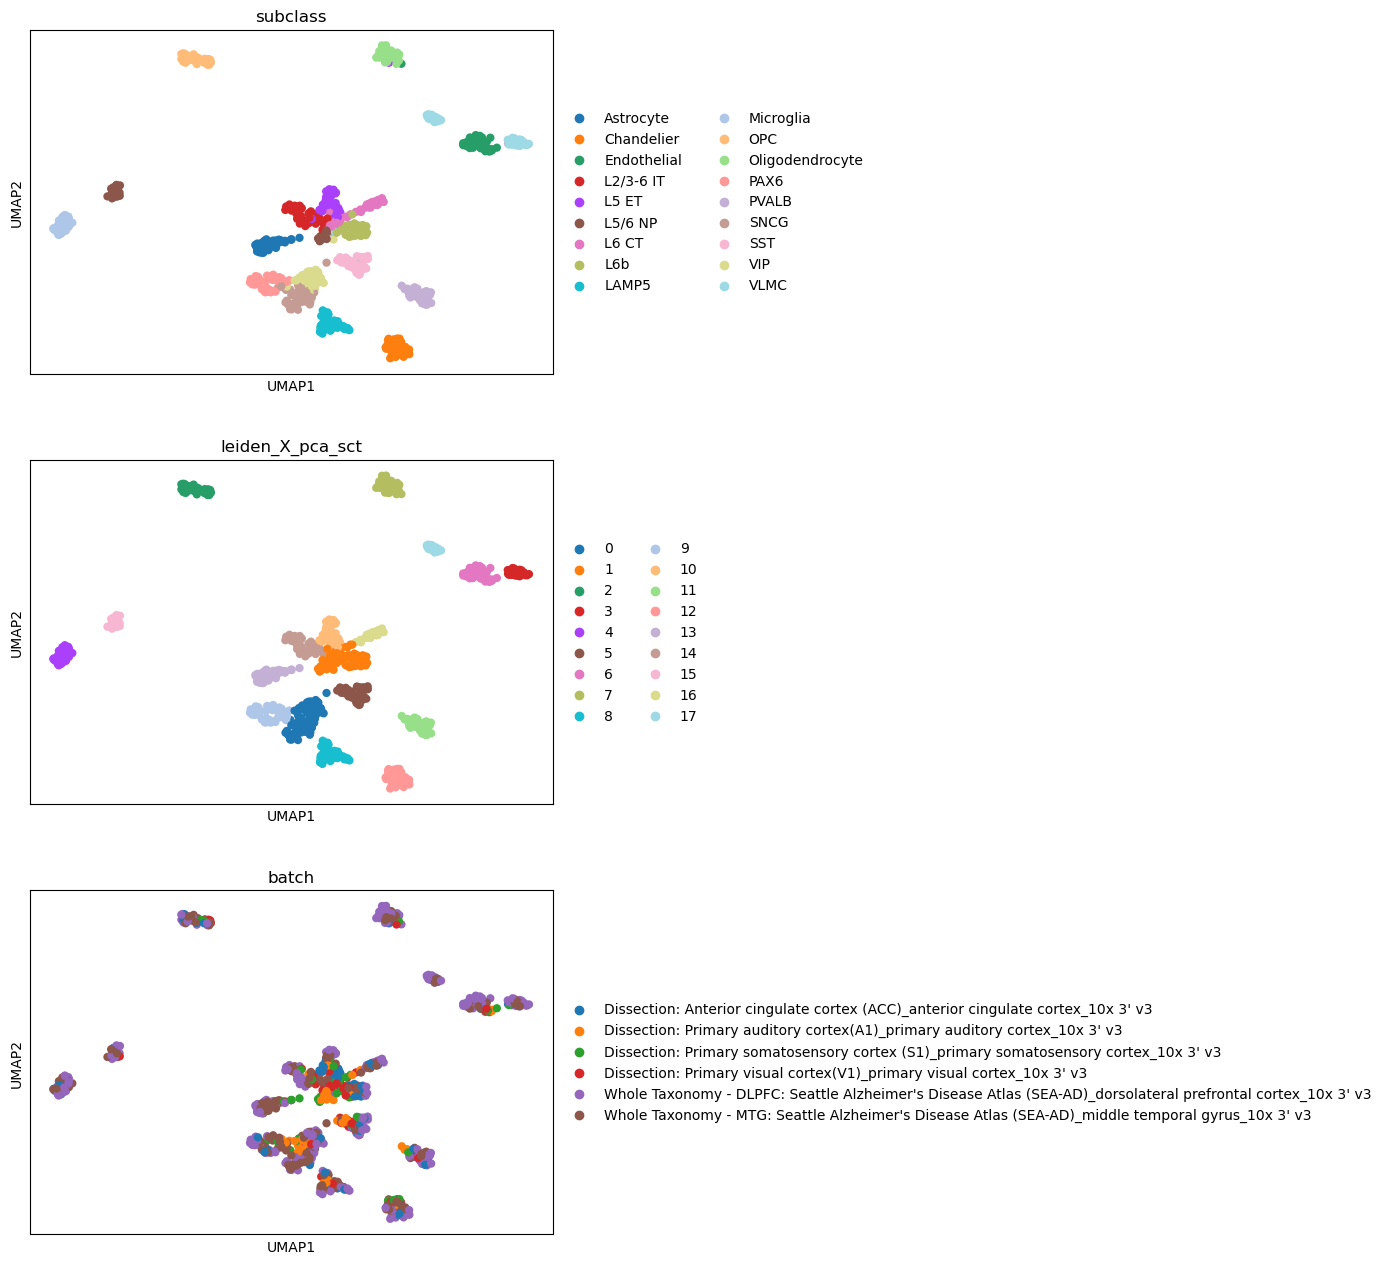 subclass
UMAP2
UMAP1
Astrocyte
Chandelier
Endothelial
L2/3-6 IT
L5 ET
L5/6 NP
L6 CT
L6b
LAMP5
Microglia
OPC
Oligodendrocyte
PAX6
PVALB
SNCG
SST
VIP
VLMC
leiden_X_pca_sct
UMAP2
UMAP1
0
1
2
3
4
5
6
7
8
9
10
11
12
13
14
15
16
17
batch
UMAP2
UMAP1
Dissection: Anterior cingulate cortex (ACC)_anterior cingulate cortex_10x 3' v3
Dissection: Primary auditory cortex(A1)_primary auditory cortex_10x 3' v3
Dissection: Primary somatosensory cortex (S1)_primary somatosensory cortex_10x 3' v3
Dissection: Primary visual cortex(V1)_primary visual cortex_10x 3' v3
Whole Taxonomy - DLPFC: Seattle Alzheimer's Disease Atlas (SEA-AD)_dorsolateral prefrontal cortex_10x 3' v3
Whole Taxonomy - MTG: Seattle Alzheimer's Disease Atlas (SEA-AD)_middle temporal gyrus_10x 3' v3